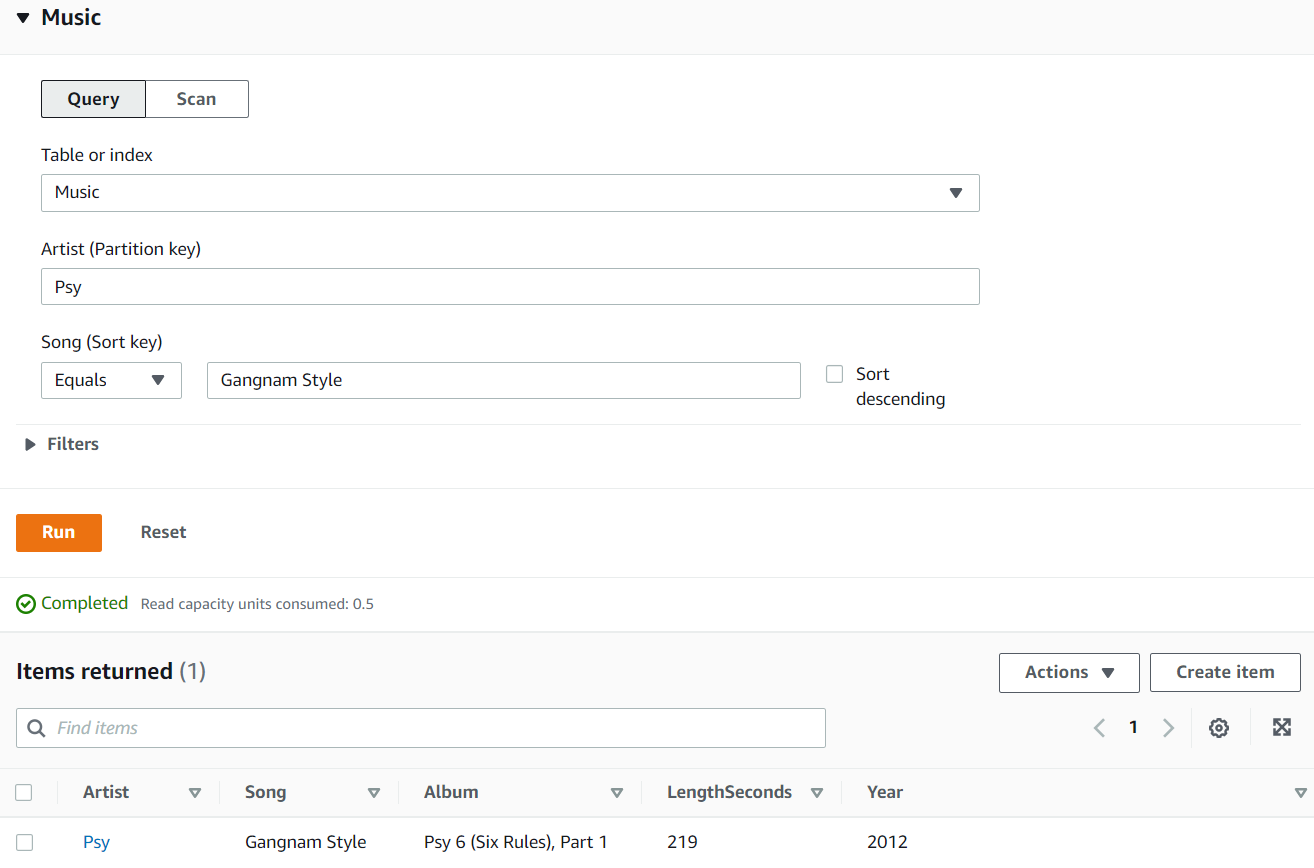 Music
Query Scan
Table or index
Music
Artist (Partition key)
Psy
Song (Sort key)
Equals Gangnam Style Sort
descending
Filters
Run Reset
Completed Read capacity units consumed: 0.5
Items returned (1) Actions Create item
Find items 1
Artist Song Album LengthSeconds Year
Psy Gangnam Style Psy 6 (Six Rules), Part 1 219 2012